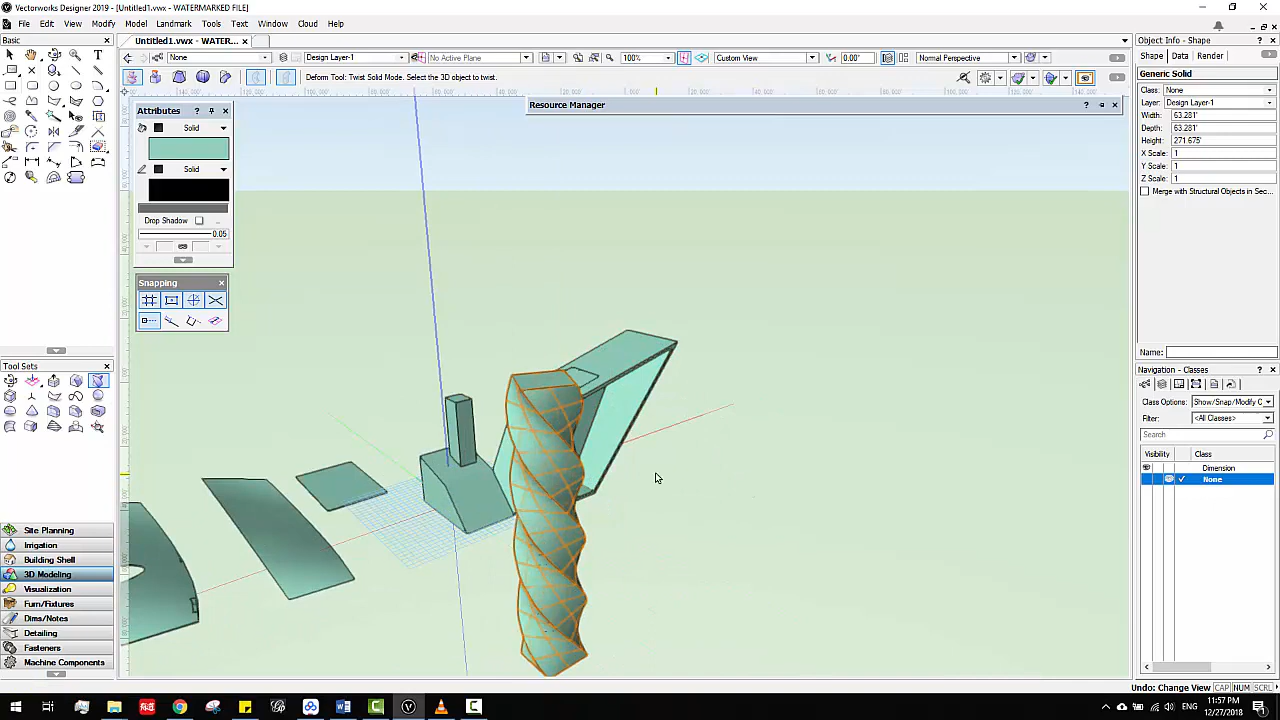 Vectorworks Designer 2019 - [Untitled1.vwx - WATERMARKED FILE]
File Edit View Modify Model Landmark Tools Text Window Cloud Help
Basic
Untitled1.vwx - WATER...
None
Design Layer-1
No Active Plane
100%
Custom View
0.00°
Normal Perspective
Deform Tool: Twist Solid Mode. Select the 3D object to twist.
Attributes ?
Solid
Solid
Drop Shadow
0.05
Snapping
Resource Manager ?
Tool Sets
Site Planning
Irrigation
Building Shell
3D Modeling
Visualization
Furn/Fixtures
Dims/Notes
Detailing
Fasteners
Machine Components
Object Info - Shape
Shape Data Render
Generic Solid
Class: None
Layer: Design Layer-1
Width: 63.281'
Depth: 63.281'
Height: 271.675'
X Scale: 1
Y Scale: 1
Z Scale: 1
Merge with Structural Objects in Sec...
Name:
Navigation - Classes
Class Options: Show/Snap/Modify C
Filter: <All Classes>
Search
Visibility Class
Dimension
None
Undo: Change View CAP NUM SCRL
11:57 PM
12/27/2018